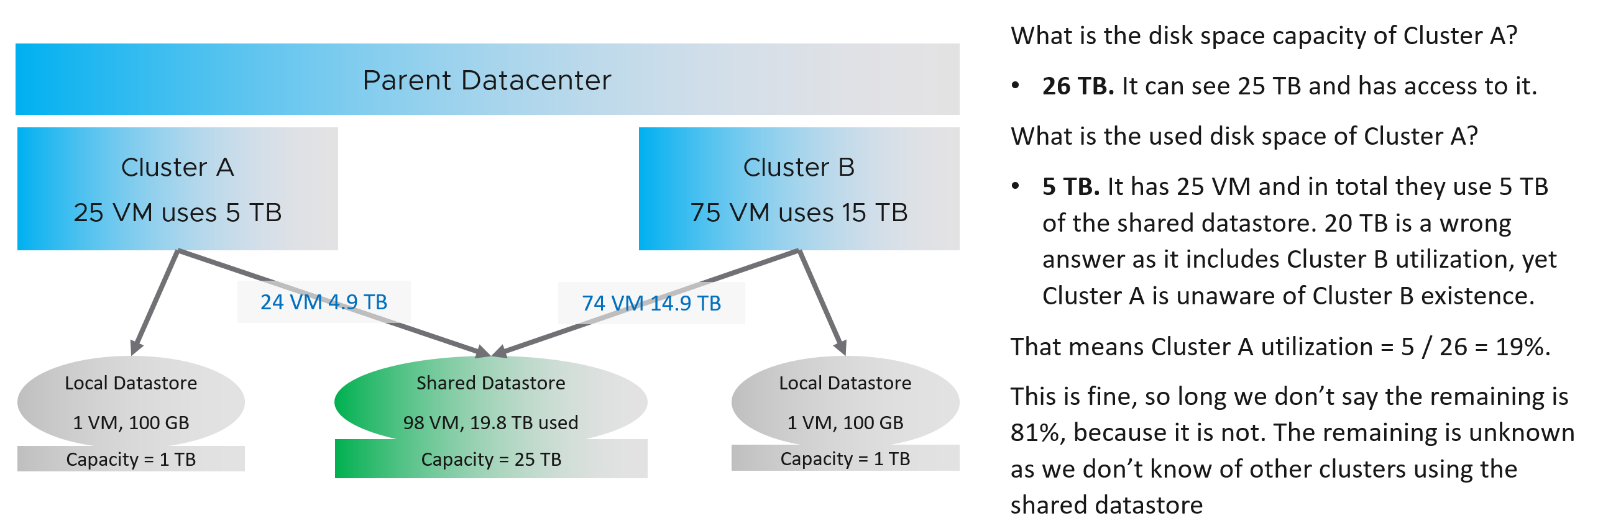 Parent Datacenter
Cluster A
25 VM uses 5 TB
Cluster B
75 VM uses 15 TB
24 VM 4.9 TB
74 VM 14.9 TB
Local Datastore
1 VM, 100 GB
Capacity = 1 TB
Shared Datastore
98 VM, 19.8 TB used
Capacity = 25 TB
Local Datastore
1 VM, 100 GB
Capacity = 1 TB
What is the disk space capacity of Cluster A?
• 26 TB. It can see 25 TB and has access to it.
What is the used disk space of Cluster A?
• 5 TB. It has 25 VM and in total they use 5 TB
of the shared datastore. 20 TB is a wrong
answer as it includes Cluster B utilization, yet
Cluster A is unaware of Cluster B existence.
That means Cluster A utilization = 5 / 26 = 19%.
This is fine, so long we don’t say the remaining is
81%, because it is not. The remaining is unknown
as we don’t know of other clusters using the
shared datastore